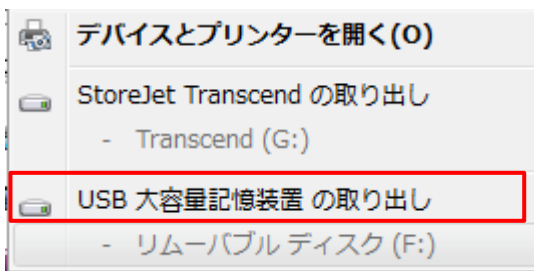 デバイスとプリンターを開く(O)
StoreJet Transcend の取り出し
- Transcend (G:)
USB 大容量記憶装置 の取り出し
- リムーバブル ディスク (F:)